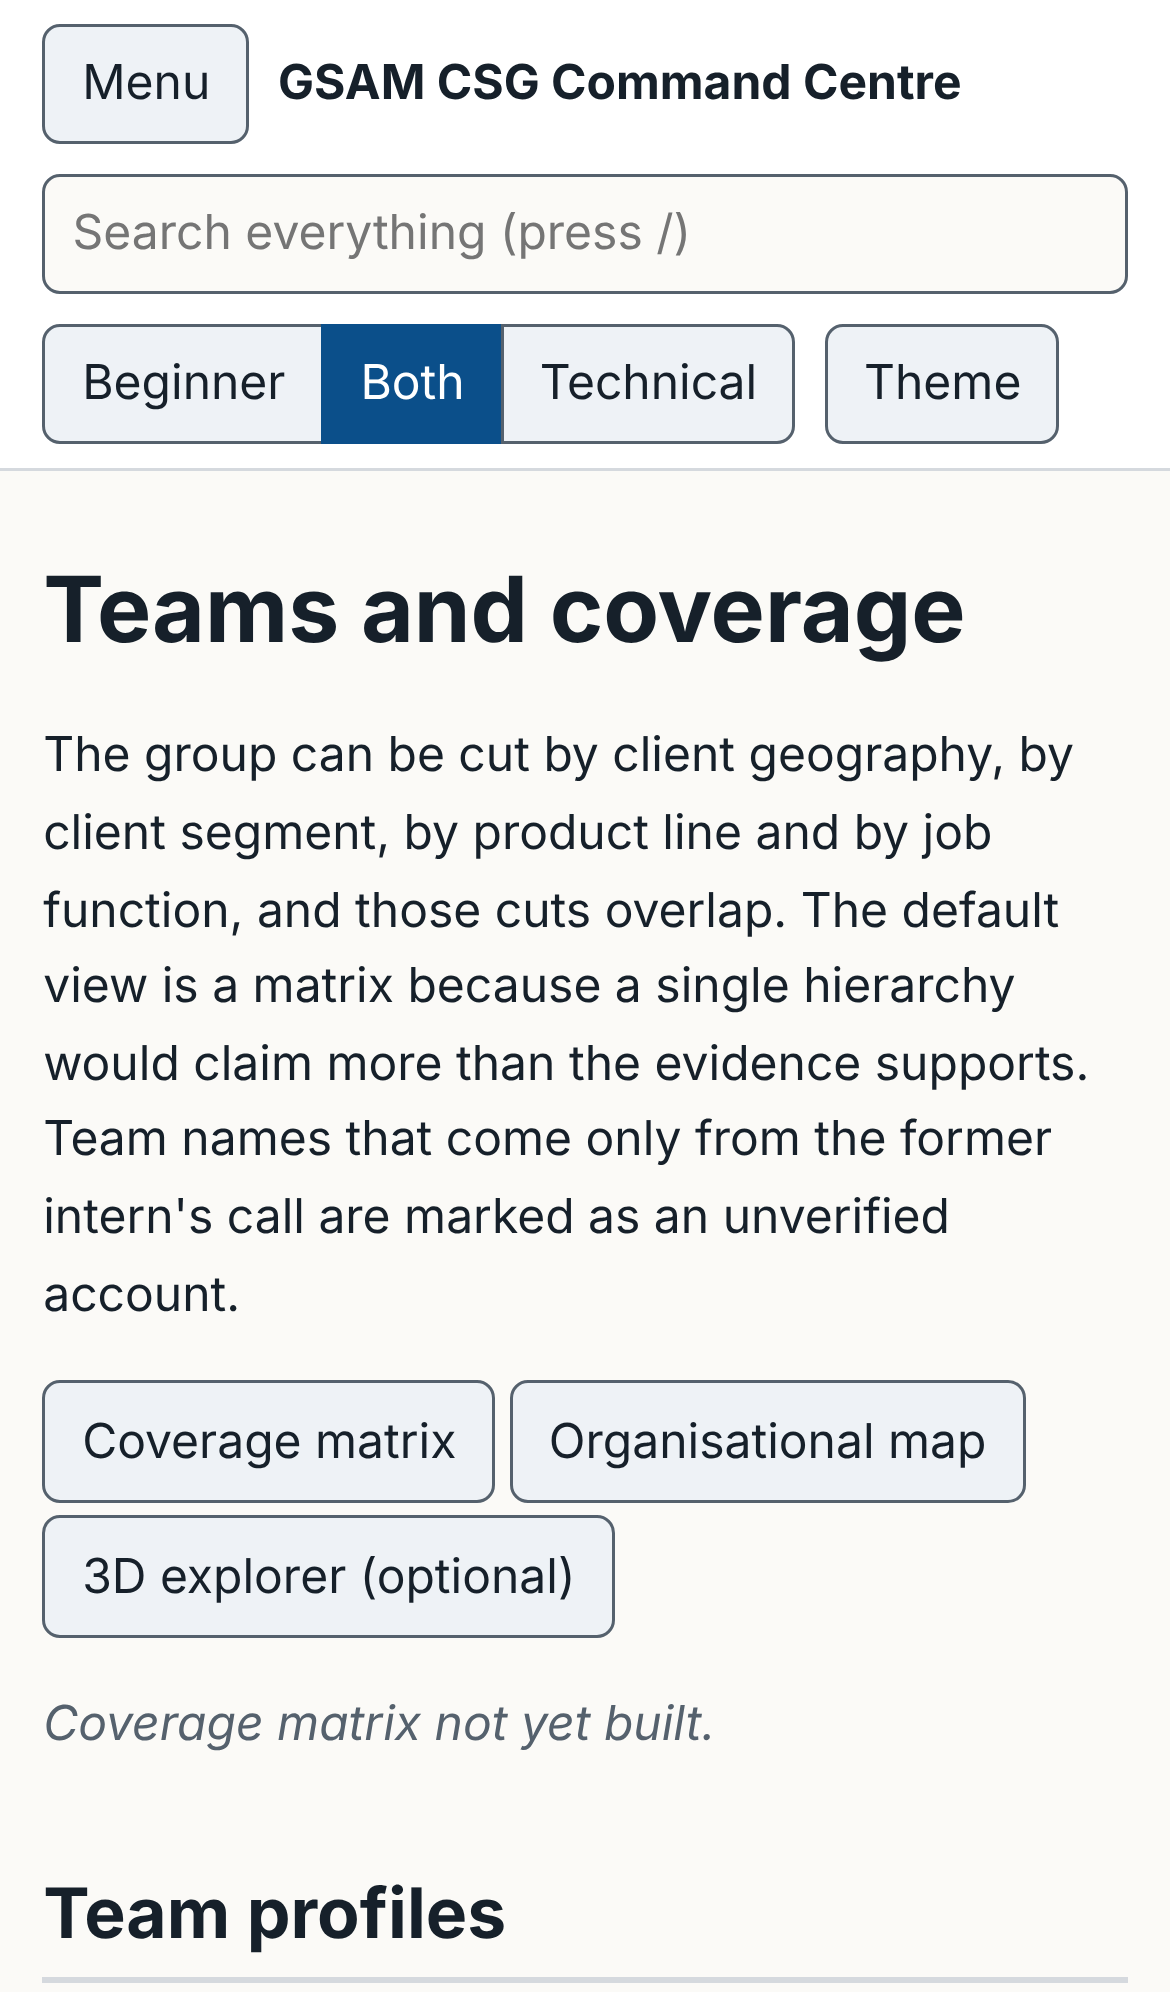 Menu
GSAM CSG Command Centre
Search everything (press /)
Beginner
Both
Technical
Theme
Teams and coverage
The group can be cut by client geography, by
client segment, by product line and by job
function, and those cuts overlap. The default
view is a matrix because a single hierarchy
would claim more than the evidence supports.
Team names that come only from the former
intern's call are marked as an unverified
account.
Coverage matrix
Organisational map
3D explorer (optional)
Coverage matrix not yet built.
Team profiles